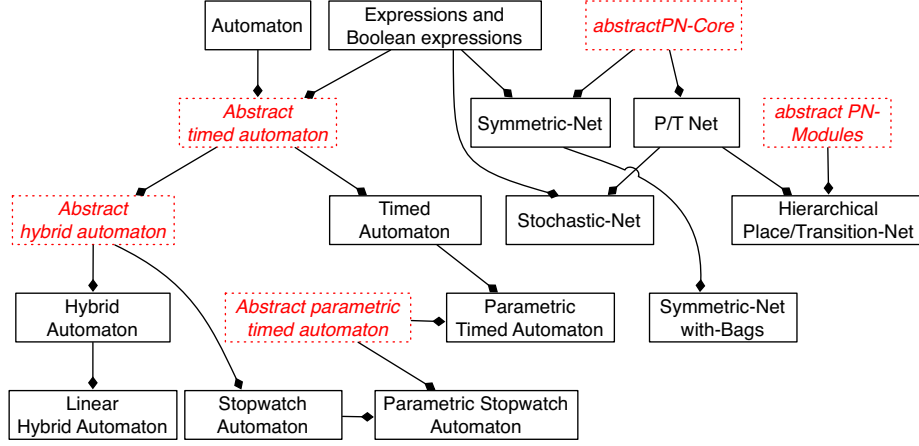 Automaton
Expressions and
Boolean expressions
abstractPN-Core
Abstract
timed automaton
Symmetric-Net
P/T Net
abstract PN-
Modules
Abstract
hybrid automaton
Timed
Automaton
Stochastic-Net
Hierarchical
Place/Transition-Net
Hybrid
Automaton
Abstract parametric
timed automaton
Parametric
Timed Automaton
Symmetric-Net
with-Bags
Linear
Hybrid Automaton
Stopwatch
Automaton
Parametric Stopwatch
Automaton